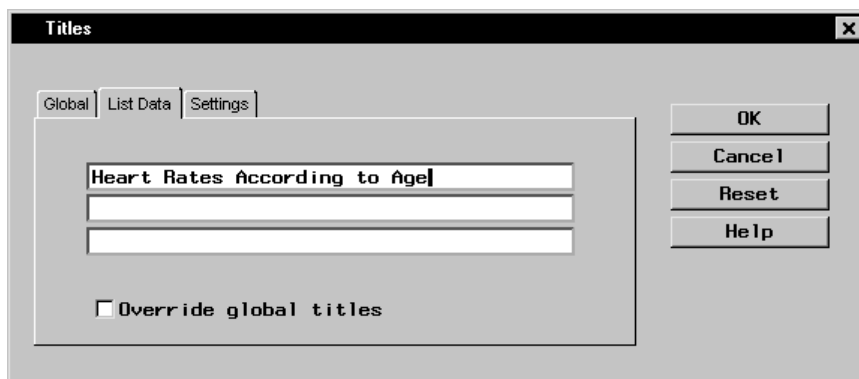 Titles
Global List Data Settings
OK
Cancel
Reset
Help
Heart Rates According to Age
Override global titles